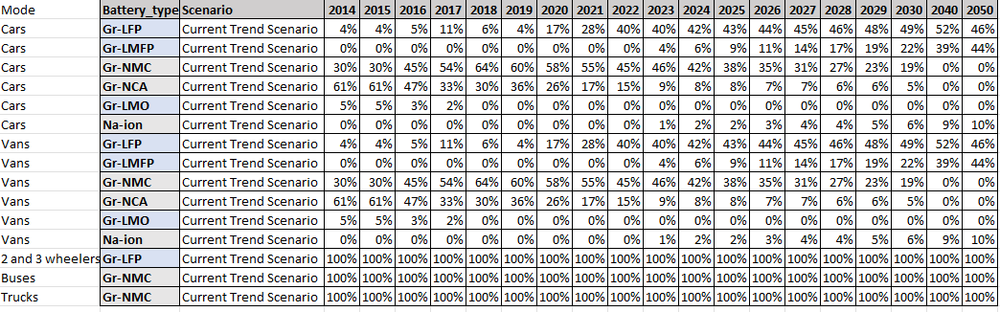 Mode Battery_type Scenario 2014 2015 2016 2017 2018 2019 2020 2021 2022 2023 2024 2025 2026 2027 2028 2029 2030 2040 2050
Cars Gr-LFP Current Trend Scenario 4% 4% 5% 11% 6% 4% 17% 28% 40% 40% 42% 43% 44% 45% 46% 48% 49% 52% 46%
Cars Gr-LMFP Current Trend Scenario 0% 0% 0% 0% 0% 0% 0% 0% 0% 4% 6% 9% 11% 14% 17% 19% 22% 39% 44%
Cars Gr-NMC Current Trend Scenario 30% 30% 45% 54% 64% 60% 58% 55% 45% 46% 42% 38% 35% 31% 27% 23% 19% 0% 0%
Cars Gr-NCA Current Trend Scenario 61% 61% 47% 33% 30% 36% 26% 17% 15% 9% 8% 8% 7% 7% 6% 6% 5% 0% 0%
Cars Gr-LMO Current Trend Scenario 5% 5% 3% 2% 0% 0% 0% 0% 0% 0% 0% 0% 0% 0% 0% 0% 0% 0% 0%
Cars Na-ion Current Trend Scenario 0% 0% 0% 0% 0% 0% 0% 0% 0% 1% 2% 2% 3% 4% 4% 5% 6% 9% 10%
Vans Gr-LFP Current Trend Scenario 4% 4% 5% 11% 6% 4% 17% 28% 40% 40% 42% 43% 44% 45% 46% 48% 49% 52% 46%
Vans Gr-LMFP Current Trend Scenario 0% 0% 0% 0% 0% 0% 0% 0% 0% 4% 6% 9% 11% 14% 17% 19% 22% 39% 44%
Vans Gr-NMC Current Trend Scenario 30% 30% 45% 54% 64% 60% 58% 55% 45% 46% 42% 38% 35% 31% 27% 23% 19% 0% 0%
Vans Gr-NCA Current Trend Scenario 61% 61% 47% 33% 30% 36% 26% 17% 15% 9% 8% 8% 7% 7% 6% 6% 5% 0% 0%
Vans Gr-LMO Current Trend Scenario 5% 5% 3% 2% 0% 0% 0% 0% 0% 0% 0% 0% 0% 0% 0% 0% 0% 0% 0%
Vans Na-ion Current Trend Scenario 0% 0% 0% 0% 0% 0% 0% 0% 0% 1% 2% 2% 3% 4% 4% 5% 6% 9% 10%
2 and 3 wheelers Gr-LFP Current Trend Scenario 100% 100% 100% 100% 100% 100% 100% 100% 100% 100% 100% 100% 100% 100% 100% 100% 100% 100% 100%
Buses Gr-NMC Current Trend Scenario 100% 100% 100% 100% 100% 100% 100% 100% 100% 100% 100% 100% 100% 100% 100% 100% 100% 100% 100%
Trucks Gr-NMC Current Trend Scenario 100% 100% 100% 100% 100% 100% 100% 100% 100% 100% 100% 100% 100% 100% 100% 100% 100% 100% 100%